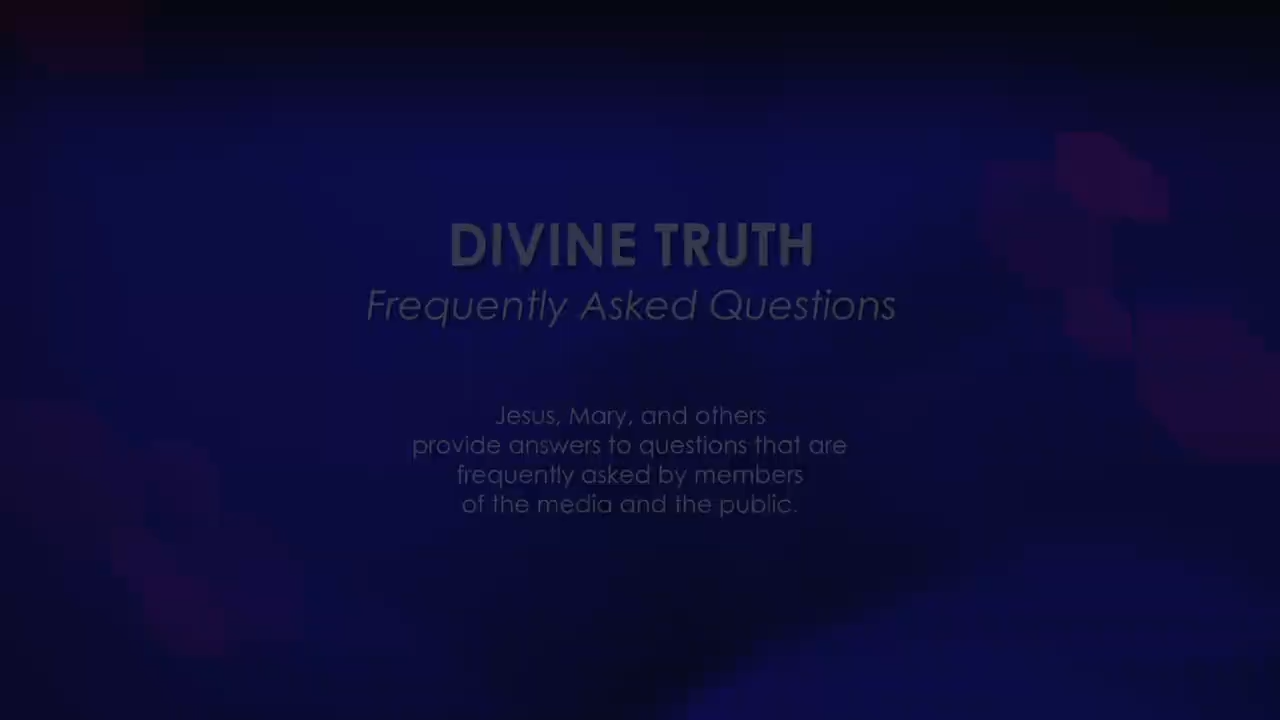 DIVINE TRUTH
Frequently Asked Questions
Jesus, Mary, and others
provide answers to questions that are
frequently asked by members
of the media and the public.